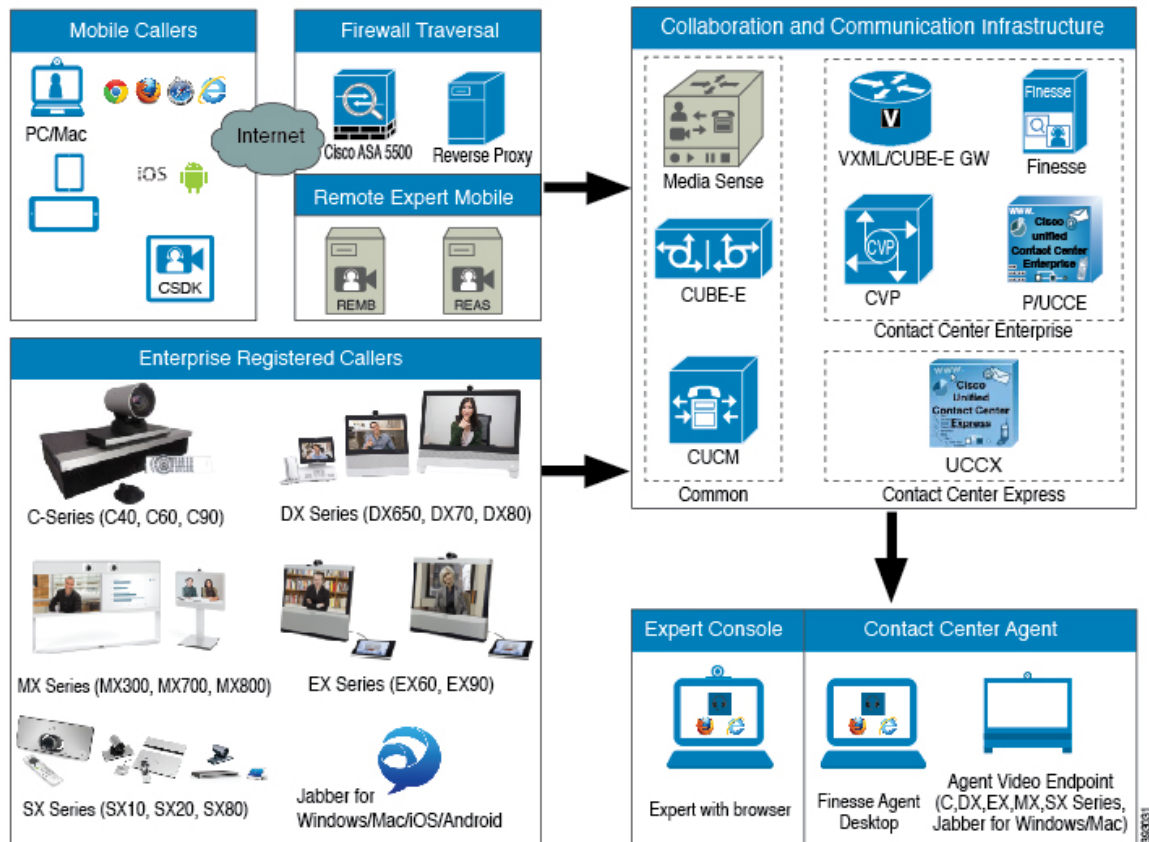 Mobile Callers
PC/Mac
iOS
CSDK
Internet
Firewall Traversal
Cisco ASA 5500
Reverse Proxy
Remote Expert Mobile
REMB
REAS
Collaboration and Communication Infrastructure
Media Sense
CUBE-E
CUCM
Common
V
VXML/CUBE-E GW
Finesse
Finesse
CVP
CVP
www.
Cisco
unified
Contact Center
Enterprise
P/UCCE
Contact Center Enterprise
www.
Cisco
Unified
Contact Center
Express
UCCX
Contact Center Express
Enterprise Registered Callers
C-Series (C40, C60, C90)
DX Series (DX650, DX70, DX80)
MX Series (MX300, MX700, MX800)
EX Series (EX60, EX90)
SX Series (SX10, SX20, SX80)
Jabber for
Windows/Mac/iOS/Android
Expert Console
Expert with browser
Contact Center Agent
Finesse Agent
Desktop
Agent Video Endpoint
(C,DX,EX,MX,SX Series,
Jabber for Windows/Mac)
393031